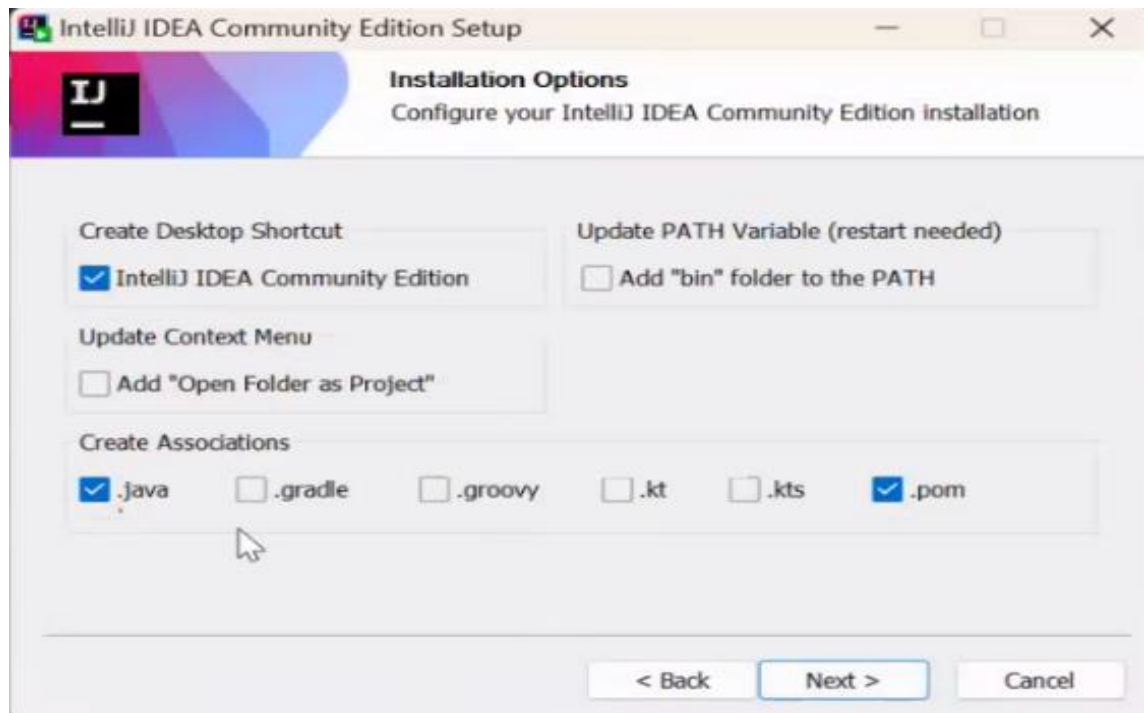 IntelliJ IDEA Community Edition Setup
IJ
Installation Options
Configure your IntelliJ IDEA Community Edition installation
Create Desktop Shortcut
IntelliJ IDEA Community Edition
Update PATH Variable (restart needed)
Add "bin" folder to the PATH
Update Context Menu
Add "Open Folder as Project"
Create Associations
.java .gradle .groovy .kt .kts .pom
< Back Next > Cancel